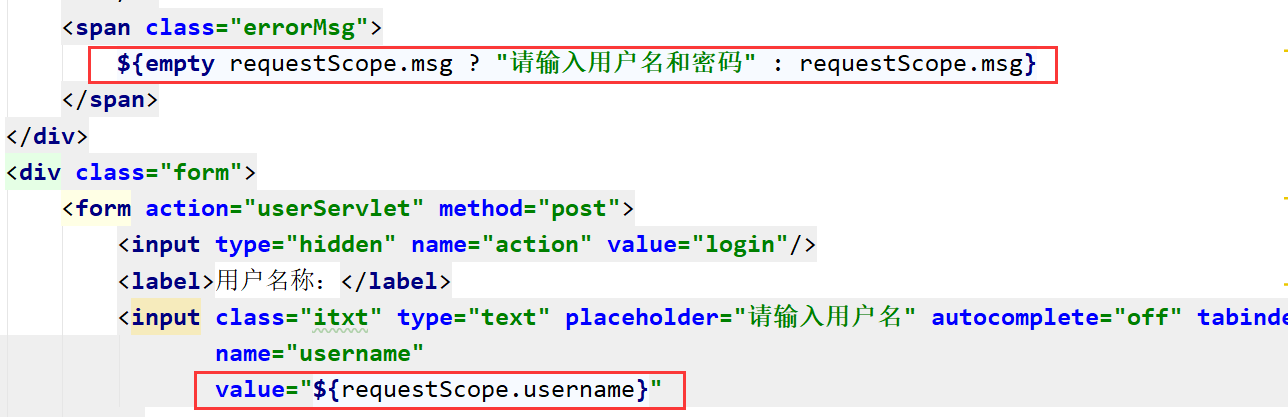 <span class="errorMsg">
${empty requestScope.msg ? "请输入用户名和密码" : requestScope.msg}
</span>
</div>
<div class="form">
<form action="userServlet" method="post">
<input type="hidden" name="action" value="login"/>
<label>用户名称：</label>
<input class="itxt" type="text" placeholder="请输入用户名" autocomplete="off" tabinde
name="username"
value="${requestScope.username}"